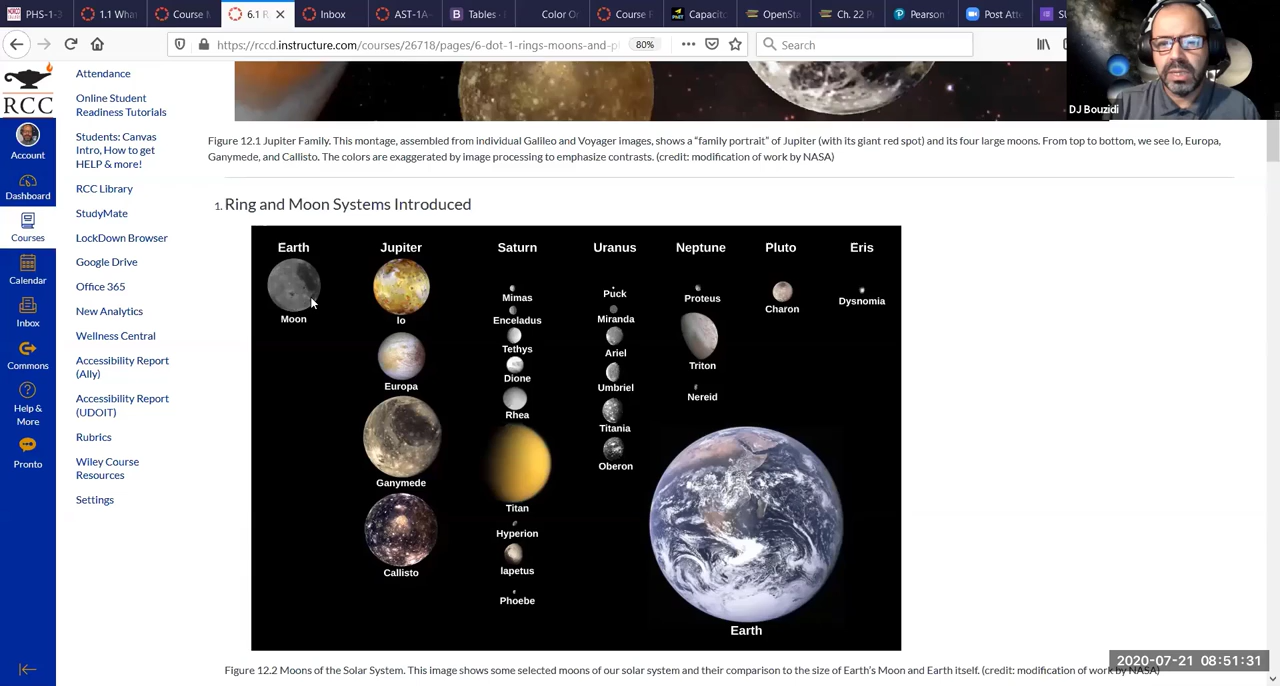 PHS-1-3
1.1 Wha
Course M
6.1 R
Inbox
AST-1A-
Tables -
Color Or
Course
Capacito
OpenSta
Ch. 22 P
Pearson
Post Atte
https://rccd.instructure.com/courses/26718/pages/6-dot-1-rings-moons-and-p
80%
Search
DJ Bouzidi
RCC
Account
Dashboard
Courses
Calendar
Inbox
Commons
Help &
More
Pronto
Attendance
Online Student
Readiness Tutorials
Students: Canvas
Intro, How to get
HELP & more!
RCC Library
StudyMate
LockDown Browser
Google Drive
Office 365
New Analytics
Wellness Central
Accessibility Report
(Ally)
Accessibility Report
(UDOIT)
Rubrics
Wiley Course
Resources
Settings
Figure 12.1 Jupiter Family. This montage, assembled from individual Galileo and Voyager images, shows a “family portrait” of Jupiter (with its giant red spot) and its four large moons. From top to bottom, we see Io, Europa,
Ganymede, and Callisto. The colors are exaggerated by image processing to emphasize contrasts. (credit: modification of work by NASA)
1. Ring and Moon Systems Introduced
Earth Jupiter Saturn Uranus Neptune Pluto Eris
Moon
Io
Europa
Ganymede
Callisto
Mimas
Enceladus
Tethys
Dione
Rhea
Titan
Hyperion
Iapetus
Phoebe
Puck
Miranda
Ariel
Umbriel
Titania
Oberon
Proteus
Triton
Nereid
Charon
Dysnomia
Earth
Figure 12.2 Moons of the Solar System. This image shows some selected moons of our solar system and their comparison to the size of Earth’s Moon and Earth itself. (credit: modification of work by NASA)
2020-07-21 08:51:31